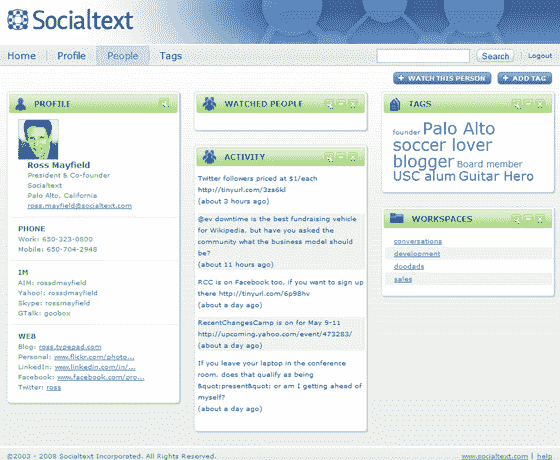 Socialtext
Home Profile People Tags Search Logout
+ WATCH THIS PERSON + ADD TAG
PROFILE
Ross Mayfield
President & Co-founder
Socialtext
Palo Alto, California
ross.mayfield@socialtext.com
PHONE
Work: 650-323-0800
Mobile: 650-704-2948
IM
AIM: rossdmayfield
Yahoo!: rossdmayfield
Skype: rossmayfield
GTalk: goobox
WEB
Blog: ross.typepad.com
Personal: www.flickr.com/photo...
LinkedIn: www.linkedin.com/in/...
Facebook: www.facebook.com/pro...
Twitter: ross
WATCHED PEOPLE
ACTIVITY
Twitter followers priced at $1/each
http://tinyurl.com/3zs6kl
(about 3 hours ago)
@ev downtime is the best fundraising vehicle
for Wikipedia, but have you asked the
community what the business model should
be?
(about 11 hours ago)
RCC is on Facebook too, if you want to sign up
there http://tinyurl.com/6p98hv
(about a day ago)
RecentChangesCamp is on for May 9-11
http://upcoming.yahoo.com/event/473283/
(about a day ago)
If you leave your laptop in the conference
room, does that qualify as being
&quot;present&quot; or am I getting ahead of
myself?
(about a day ago)
TAGS
founder Palo Alto
soccer lover
blogger Board member
USC alum Guitar Hero
WORKSPACES
conversations
development
doodads
sales
©2003 - 2008 Socialtext Incorporated. All Rights Reserved. www.socialtext.com | help